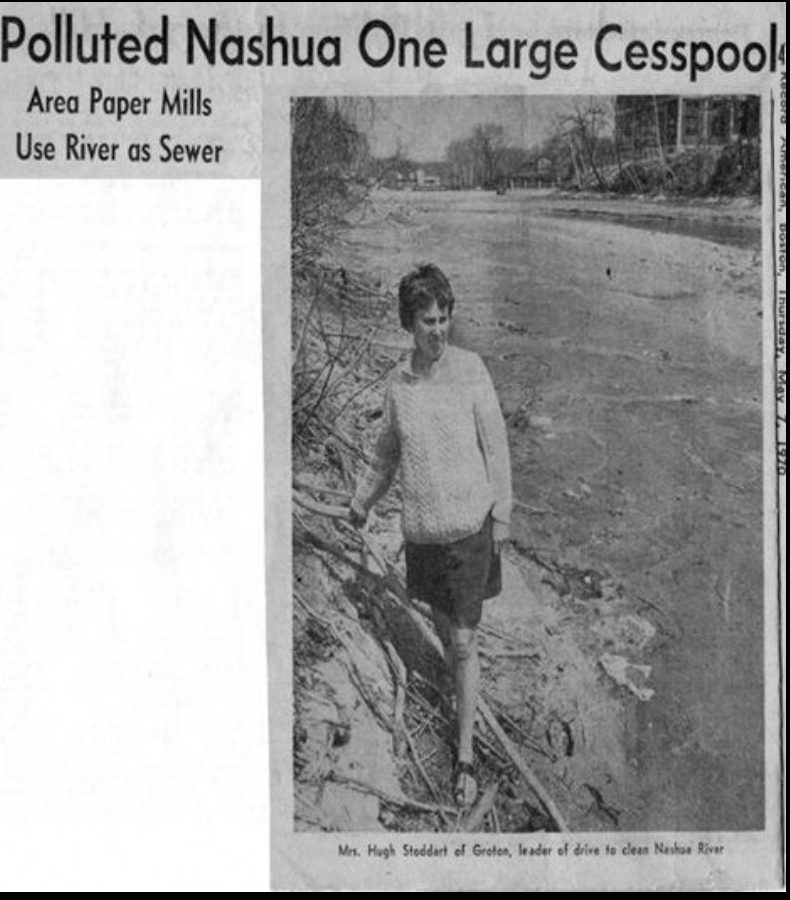 Polluted Nashua One Large Cesspool
Area Paper Mills
Use River as Sewer
Record American, Boston, Thursday, May 7, 1970
Mrs. Hugh Stoddart of Groton, leader of drive to clean Nashua River